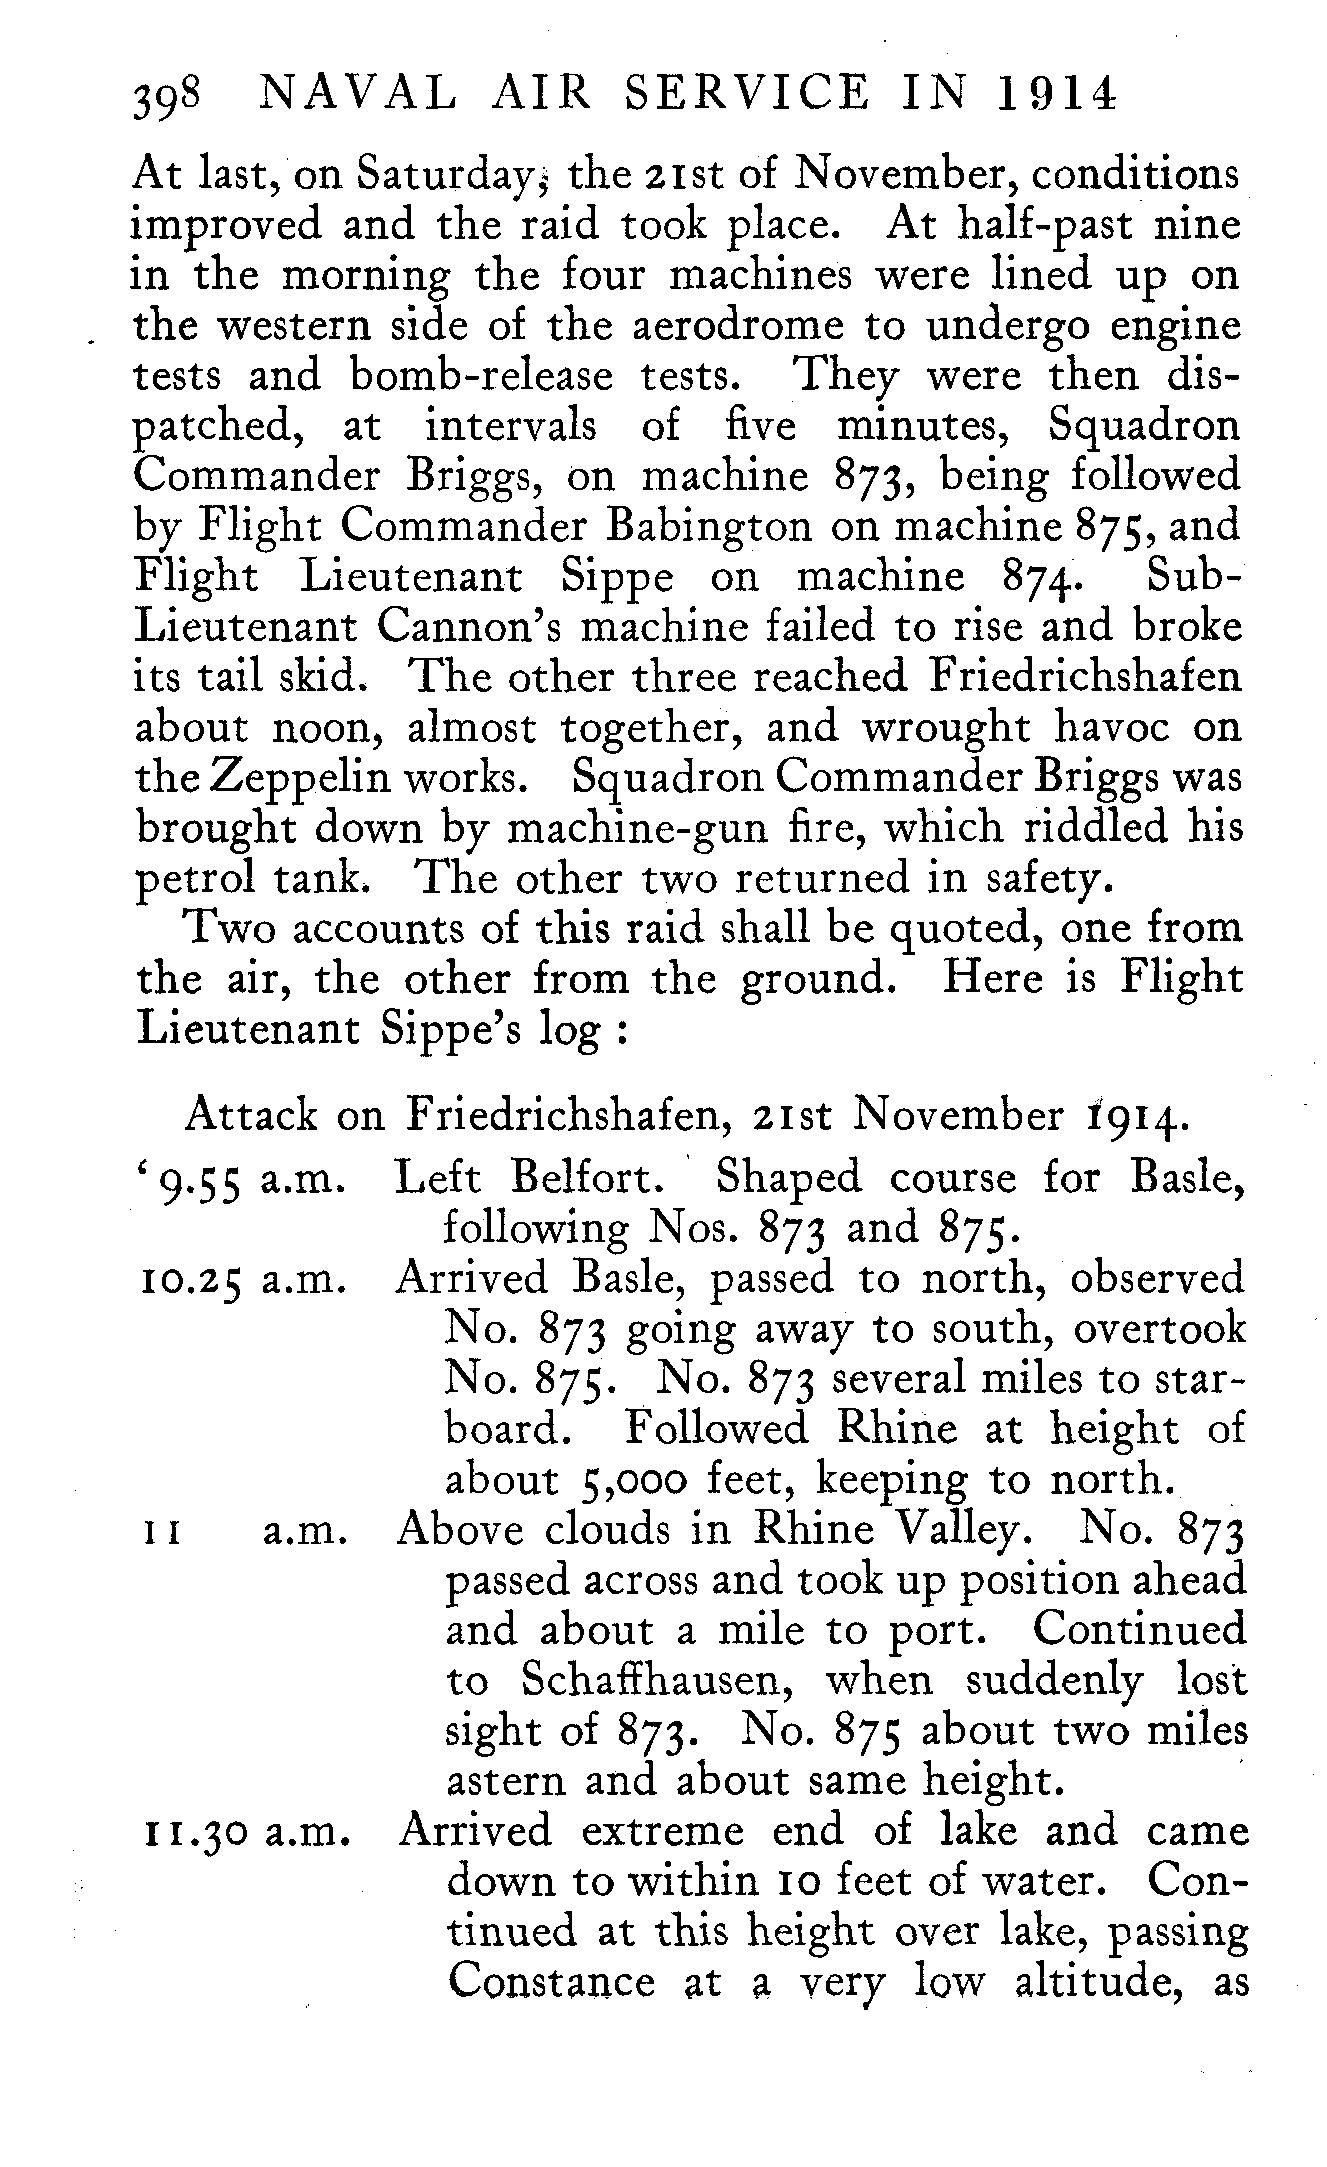 398 NAVAL AIR SERVICE IN 1914
At last, on Saturday, the 21st of November, conditions
improved and the raid took place. At half-past nine
in the morning the four machines were lined up on
the western side of the aerodrome to undergo engine
tests and bomb-release tests. They were then dis-
patched, at intervals of five minutes, Squadron
Commander Briggs, on machine 873, being followed
by Flight Commander Babington on machine 875, and
Flight Lieutenant Sippe on machine 874. Sub-
Lieutenant Cannon's machine failed to rise and broke
its tail skid. The other three reached Friedrichshafen
about noon, almost together, and wrought havoc on
the Zeppelin works. Squadron Commander Briggs was
brought down by machine-gun fire, which riddled his
petrol tank. The other two returned in safety.
Two accounts of this raid shall be quoted, one from
the air, the other from the ground. Here is Flight
Lieutenant Sippe's log :
Attack on Friedrichshafen, 21st November 1914.
‘9.55 a.m. Left Belfort. Shaped course for Basle,
following Nos. 873 and 875.
10.25 a.m. Arrived Basle, passed to north, observed
No. 873 going away to south, overtook
No. 875. No. 873 several miles to star-
board. Followed Rhine at height of
about 5,000 feet, keeping to north.
11 a.m. Above clouds in Rhine Valley. No. 873
passed across and took up position ahead
and about a mile to port. Continued
to Schaffhausen, when suddenly lost
sight of 873. No. 875 about two miles
astern and about same height.
11.30 a.m. Arrived extreme end of lake and came
down to within 10 feet of water. Con-
tinued at this height over lake, passing
Constance at a very low altitude, as